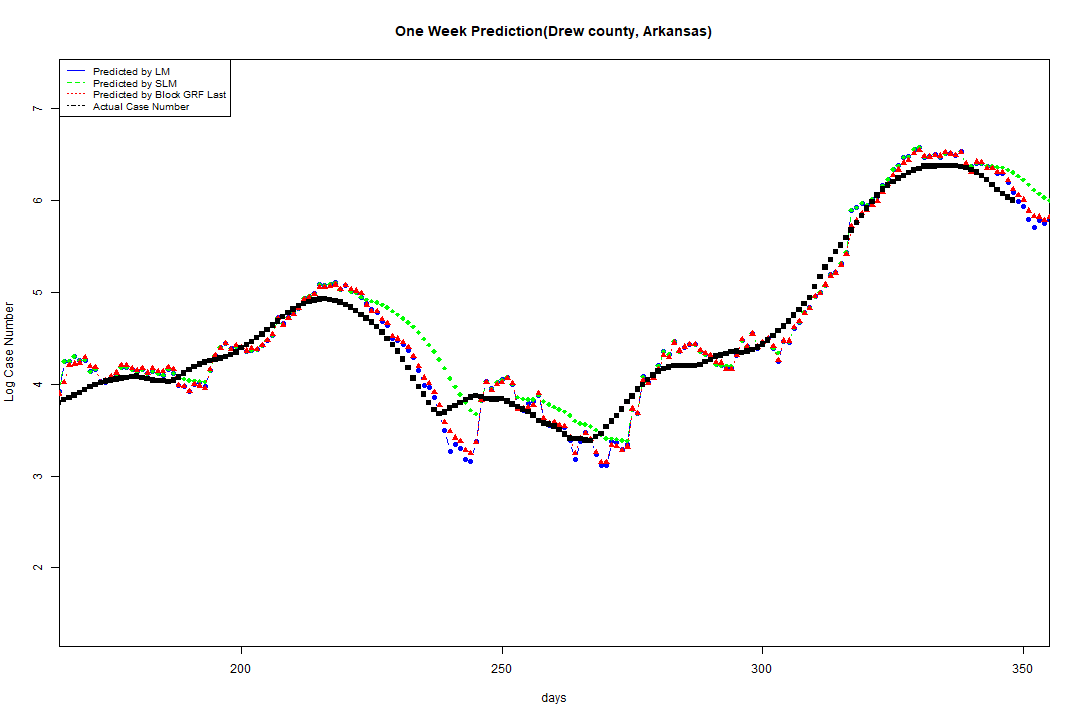 One Week Prediction(Drew county, Arkansas)
Predicted by LM
Predicted by SLM
Predicted by Block GRF Last
Actual Case Number
7
6
5
4
3
2
Log Case Number
200 250 300 350
days